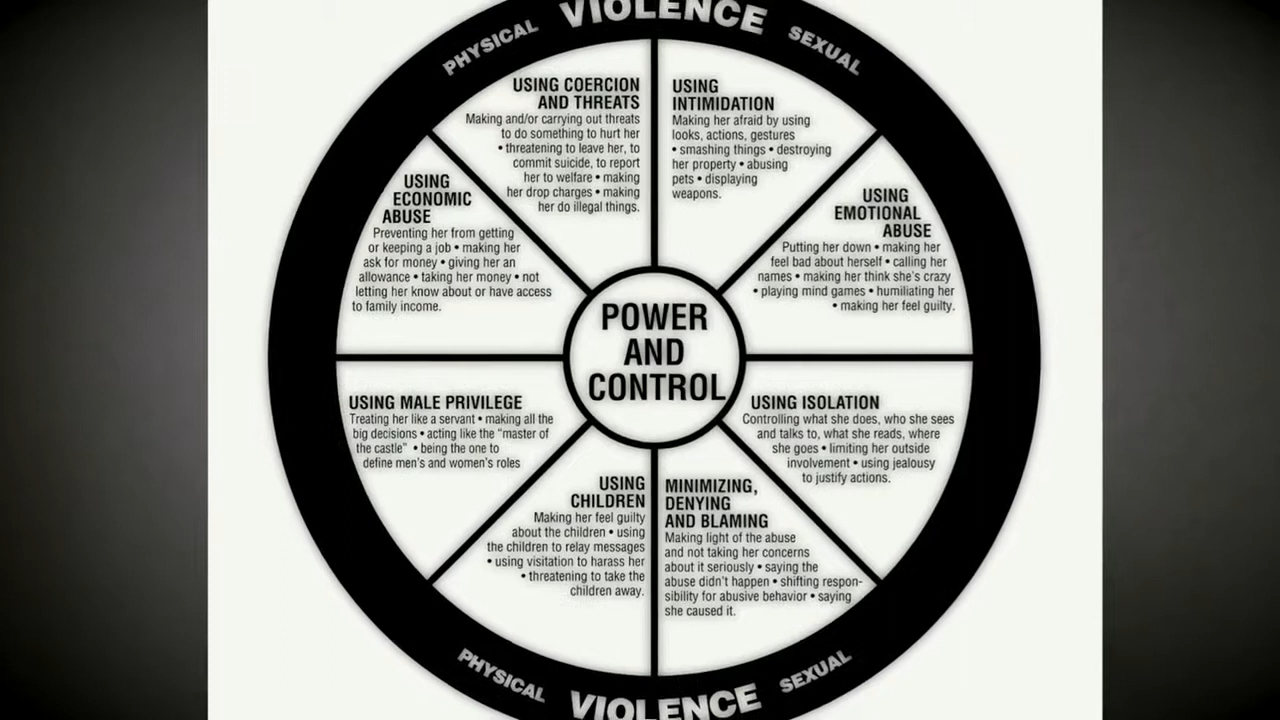 PHYSICAL VIOLENCE SEXUAL
USING COERCION
AND THREATS
Making and/or carrying out threats
to do something to hurt her
• threatening to leave her, to
commit suicide, to report
her to welfare • making
her drop charges • making
her do illegal things.
USING
INTIMIDATION
Making her afraid by using
looks, actions, gestures
• smashing things • destroying
her property • abusing
pets • displaying
weapons.
USING
ECONOMIC
ABUSE
Preventing her from getting
or keeping a job • making her
ask for money • giving her an
allowance • taking her money • not
letting her know about or have access
to family income.
USING
EMOTIONAL
ABUSE
Putting her down • making her
feel bad about herself • calling her
names • making her think she's crazy
• playing mind games • humiliating her
• making her feel guilty.
POWER
AND
CONTROL
USING MALE PRIVILEGE
Treating her like a servant • making all the
big decisions • acting like the "master of
the castle" • being the one to
define men's and women's roles
USING ISOLATION
Controlling what she does, who she sees
and talks to, what she reads, where
she goes • limiting her outside
involvement • using jealousy
to justify actions.
USING
CHILDREN
Making her feel guilty
about the children • using
the children to relay messages
• using visitation to harass her
• threatening to take the
children away.
MINIMIZING,
DENYING
AND BLAMING
Making light of the abuse
and not taking her concerns
about it seriously • saying the
abuse didn't happen • shifting respon-
sibility for abusive behavior • saying
she caused it.
PHYSICAL VIOLENCE SEXUAL